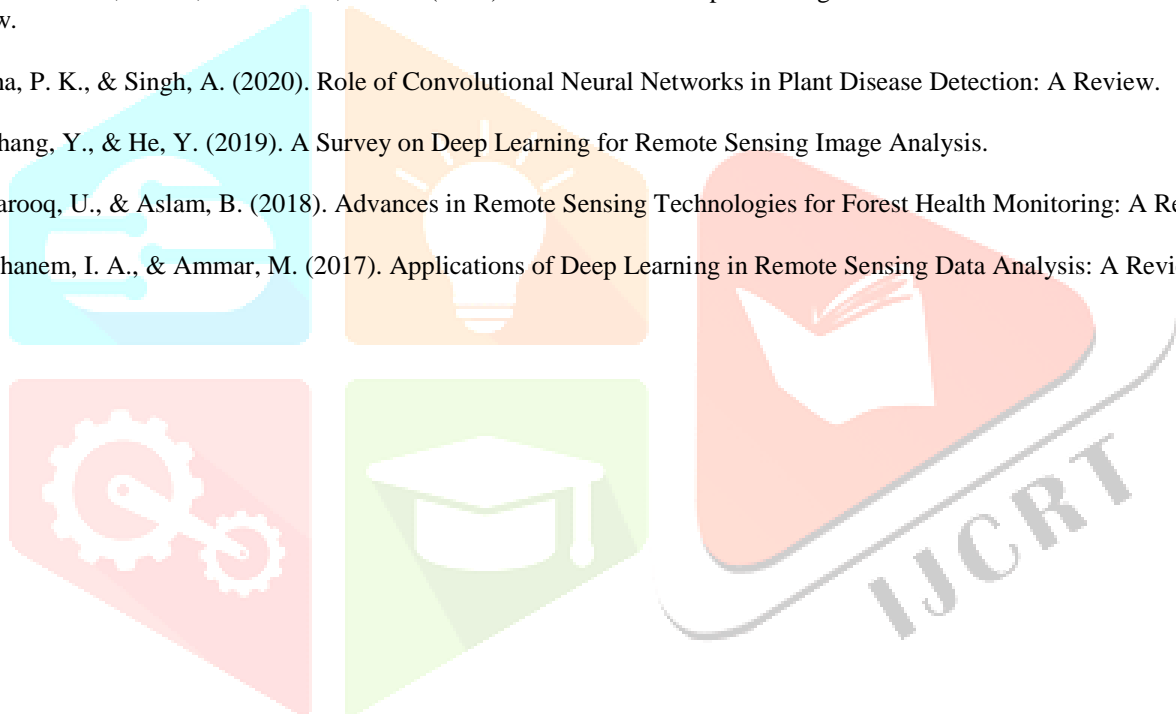 w.
na, P. K., & Singh, A. (2020). Role of Convolutional Neural Networks in Plant Disease Detection: A Review.
hang, Y., & He, Y. (2019). A Survey on Deep Learning for Remote Sensing Image Analysis.
arooq, U., & Aslam, B. (2018). Advances in Remote Sensing Technologies for Forest Health Monitoring: A Re
hanem, I. A., & Ammar, M. (2017). Applications of Deep Learning in Remote Sensing Data Analysis: A Revi
IJCRT